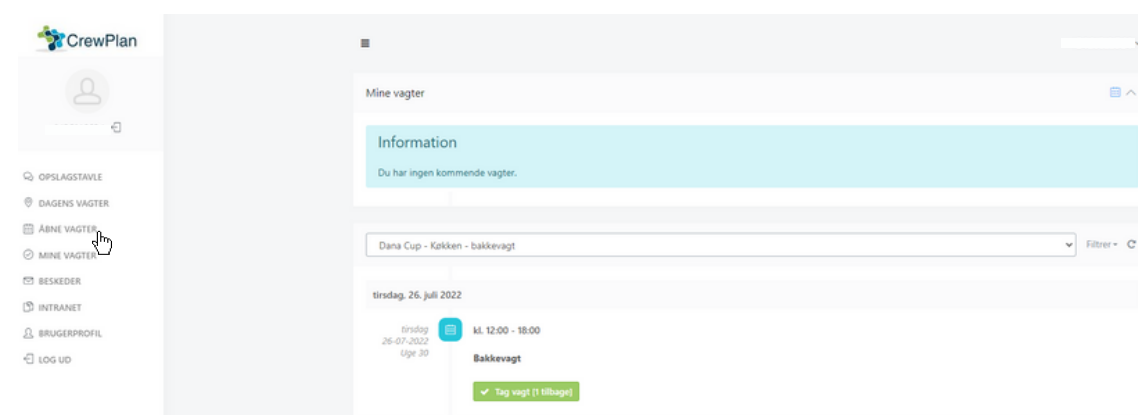 CrewPlan
OPSLAGSTAVLE
DAGENS VAGTER
ÅBNE VAGTER
MINE VAGTER
BESKEDER
INTRANET
BRUGERPROFIL
LOG UD
Mine vagter
Information
Du har ingen kommende vagter.
Dana Cup - Køkken - bakkevagt
Filtrer
tirsdag, 26. juli 2022
tirsdag
26-07-2022
Uge 30
kl. 12:00 - 18:00
Bakkevagt
Tag vagt [1 tilbage]